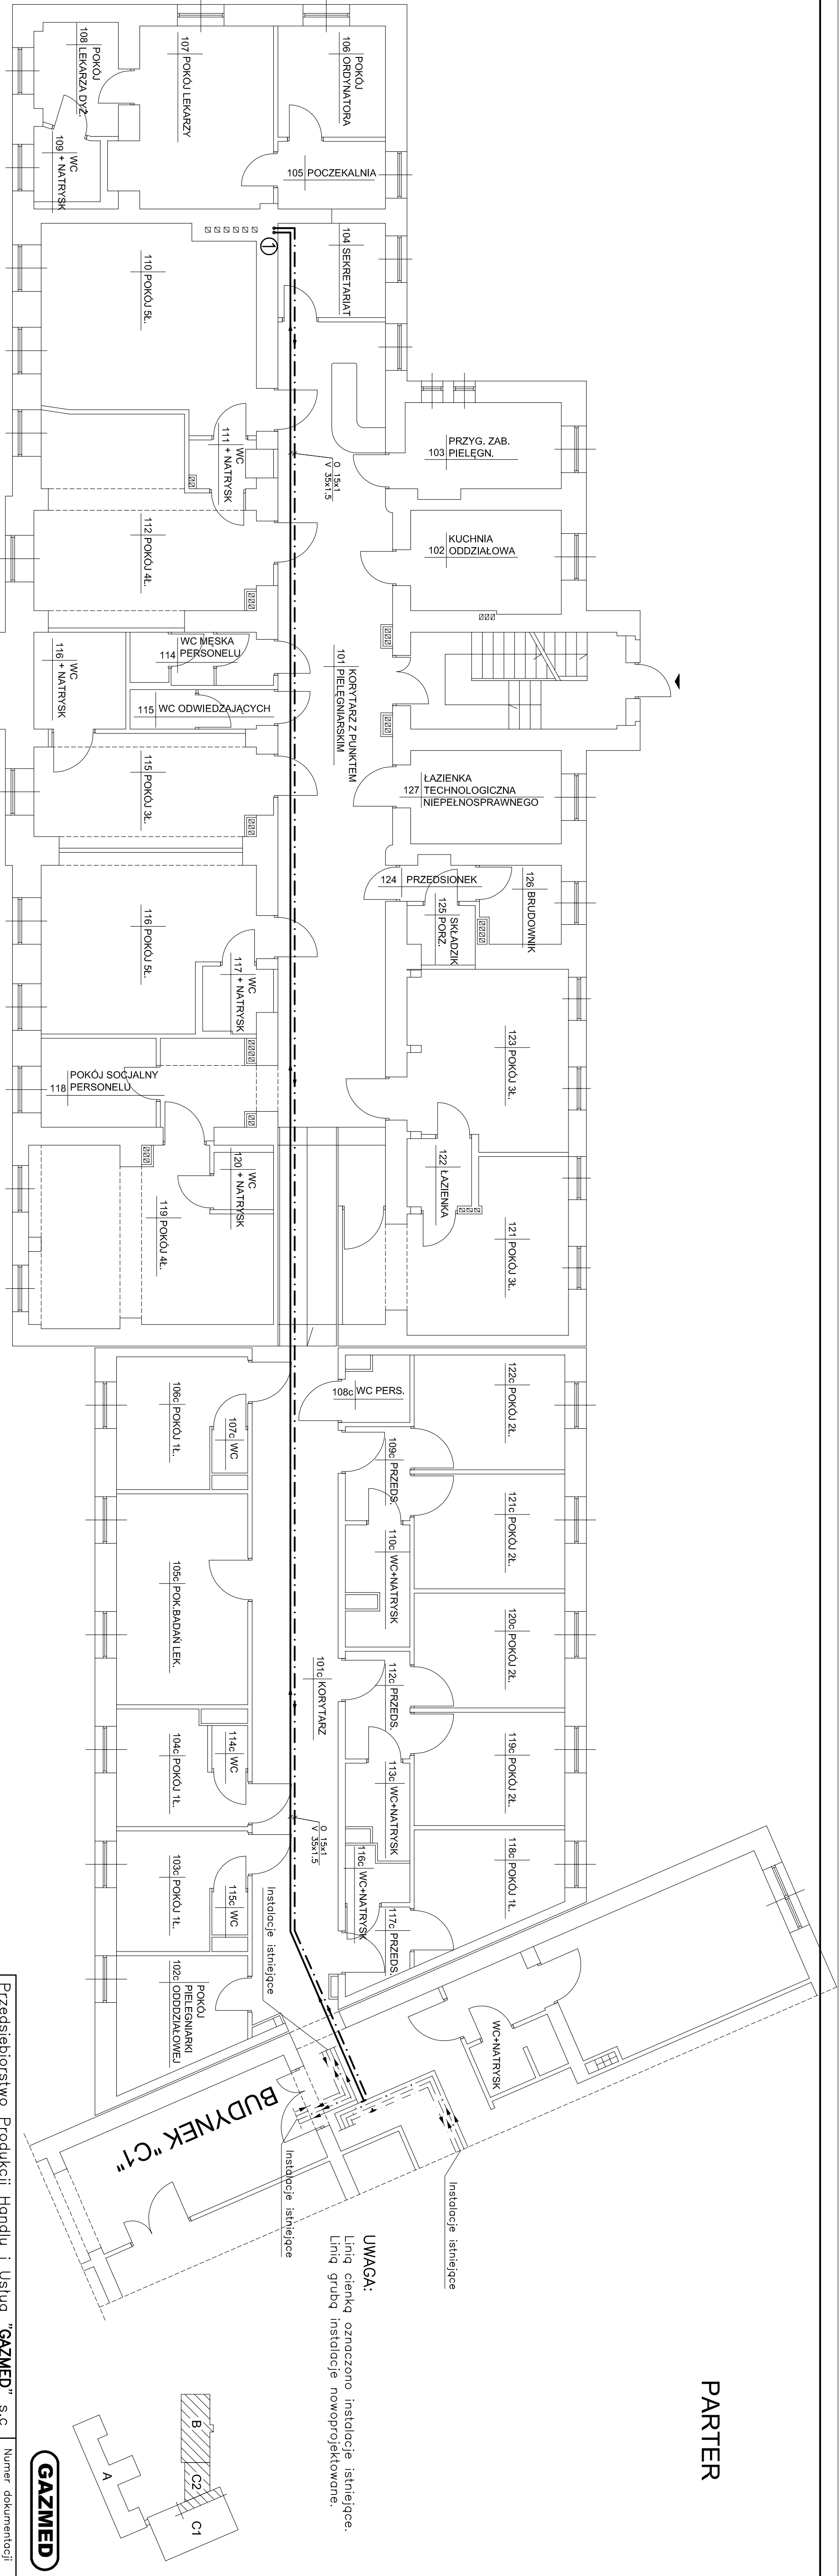 PARTER
108 POKÓJ
LEKARZA DYŻ.
107 POKÓJ LEKARZY
106 POKÓJ
ORDYNATORA
109 WC
+ NATRYSK
105 POCZEKALNIA
104 SEKRETARIAT
1
110 POKÓJ 5Ł.
111 WC
+ NATRYSK
O 15x1
V 35x1.5
103 PRZYG. ZAB.
PIELĘGN.
102 KUCHNIA
ODDZIAŁOWA
112 POKÓJ 4Ł.
114 WC MĘSKA
PERSONELU
116 WC
+ NATRYSK
115 WC ODWIEDZAJĄCYCH
101 KORYTARZ Z PUNKTEM
PIELĘGNIARSKIM
115 POKÓJ 3Ł.
127 ŁAZIENKA
TECHNOLOGICZNA
NIEPEŁNOSPRAWNEGO
124 PRZEDSIONEK
126 BRUDOWNIK
125 SKŁADZIK
PORZ.
116 POKÓJ 5Ł.
117 WC
+ NATRYSK
123 POKÓJ 3Ł.
118 POKÓJ SOCJALNY
PERSONELU
120 WC
+ NATRYSK
122 ŁAZIENKA
119 POKÓJ 4Ł.
121 POKÓJ 3Ł.
106c POKÓJ 1Ł.
107c WC
108c WC PERS.
122c POKÓJ 2Ł.
109c PRZEDS.
121c POKÓJ 2Ł.
110c WC+NATRYSK
105c POK.BADAŃ LEK.
120c POKÓJ 2Ł.
101c KORYTARZ
112c PRZEDS.
104c POKÓJ 1Ł.
114c WC
113c WC+NATRYSK
119c POKÓJ 2Ł.
O 15x1
V 35x1.5
116c WC+NATRYSK
118c POKÓJ 1Ł.
103c POKÓJ 1Ł.
115c WC
117c PRZEDS.
Instalacje istniejące
102c POKÓJ
PIELEGNIARKI
ODDDZIAŁOWEJ
WC+NATRYSK
BUDYNEK "C1"
Instalacje istniejące
Instalacje istniejące
UWAGA:
Linią cienką oznaczono instalacje istniejące.
Linią grubą instalacje nowoprojektowane.
B
C2
C1
A
GAZMED
Przedsiębiorstwo Produkcji Handlu i Usług "GAZMED" s.c
Numer dokumentacji